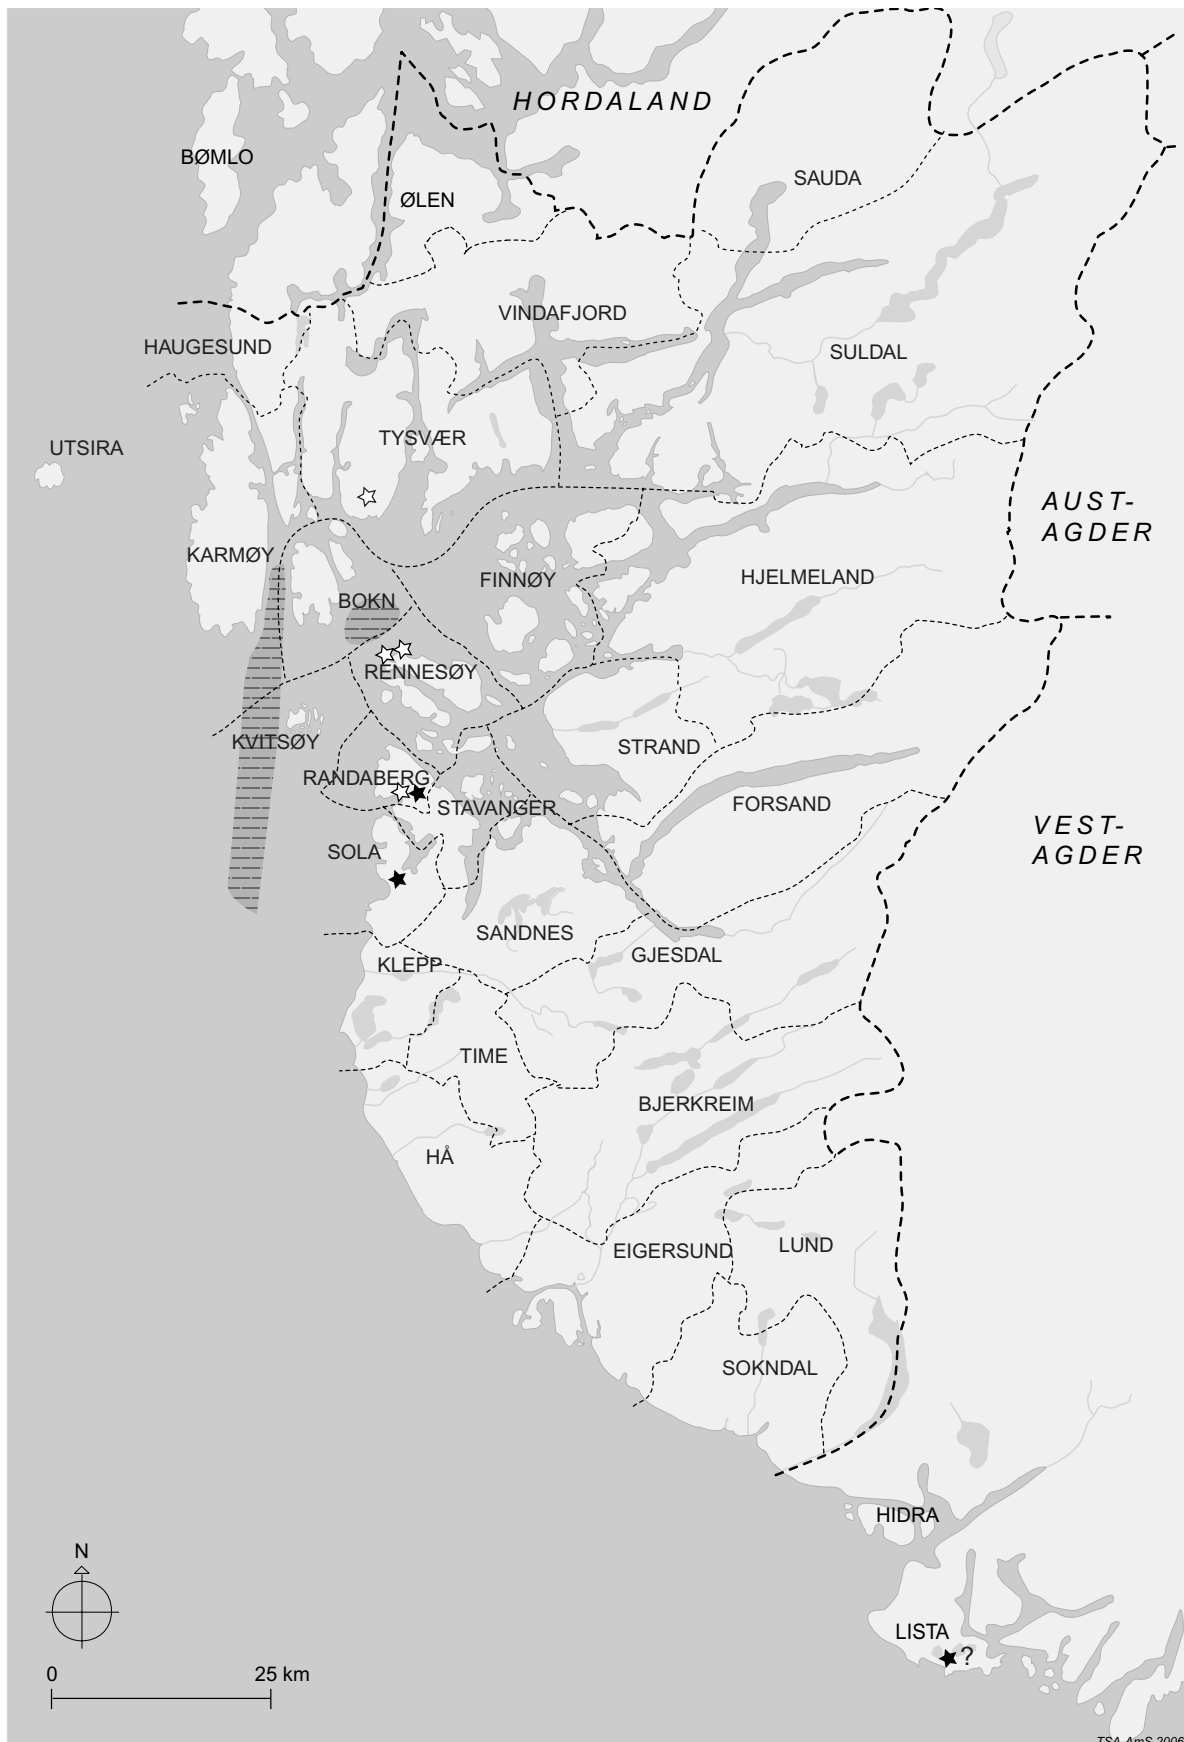 HORDALAND
BØMLO
SAUDA
ØLEN
VINDAFJORD
HAUGESUND
SULDAL
TYSVÆR
UTSIRA
AUST-
AGDER
KARMØY
FINNØY
HJELMELAND
BOKN
RENNESØY
KVITSØY
STRAND
RANDABERG
FORSAND
STAVANGER
VEST-
AGDER
SOLA
SANDNES
GJESDAL
KLEPP
TIME
BJERKREIM
HÅ
EIGERSUND
LUND
SOKNDAL
HIDRA
N
LISTA
?
0 25 km
TSA-AmS 2006